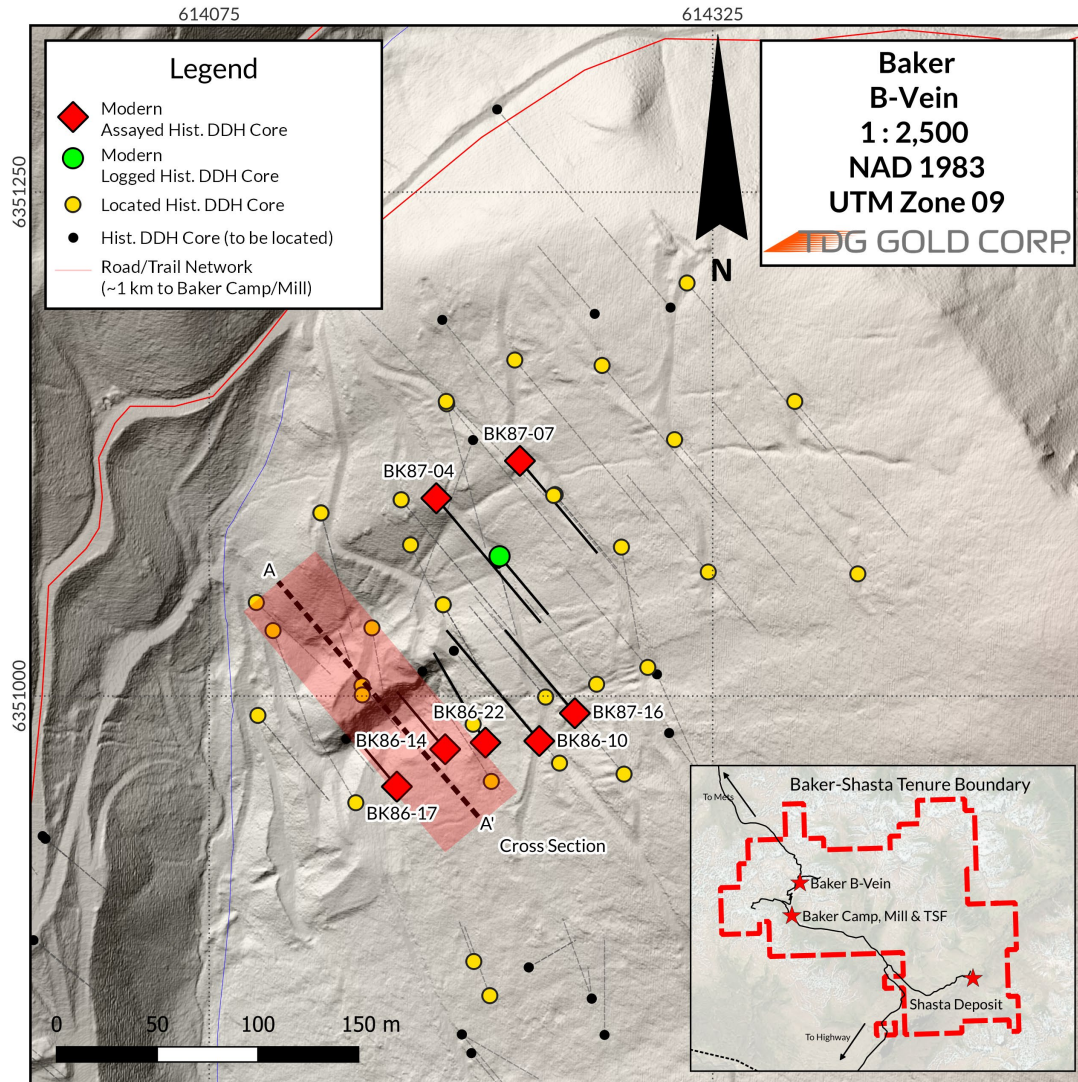 614075
614325
Legend
Modern
Assayed Hist. DDH Core
Modern
Logged Hist. DDH Core
Located Hist. DDH Core
Hist. DDH Core (to be located)
Road/Trail Network
(~1 km to Baker Camp/Mill)
Baker
B-Vein
1 : 2,500
NAD 1983
UTM Zone 09
TDG GOLD CORP.
N
6351250
6351000
BK87-07
BK87-04
A
BK86-22
BK87-16
BK86-14
BK86-10
BK86-17
A'
Cross Section
0
50
100
150 m
Baker-Shasta Tenure Boundary
To Mets
Baker B-Vein
Baker Camp, Mill & TSF
Shasta Deposit
To Highway